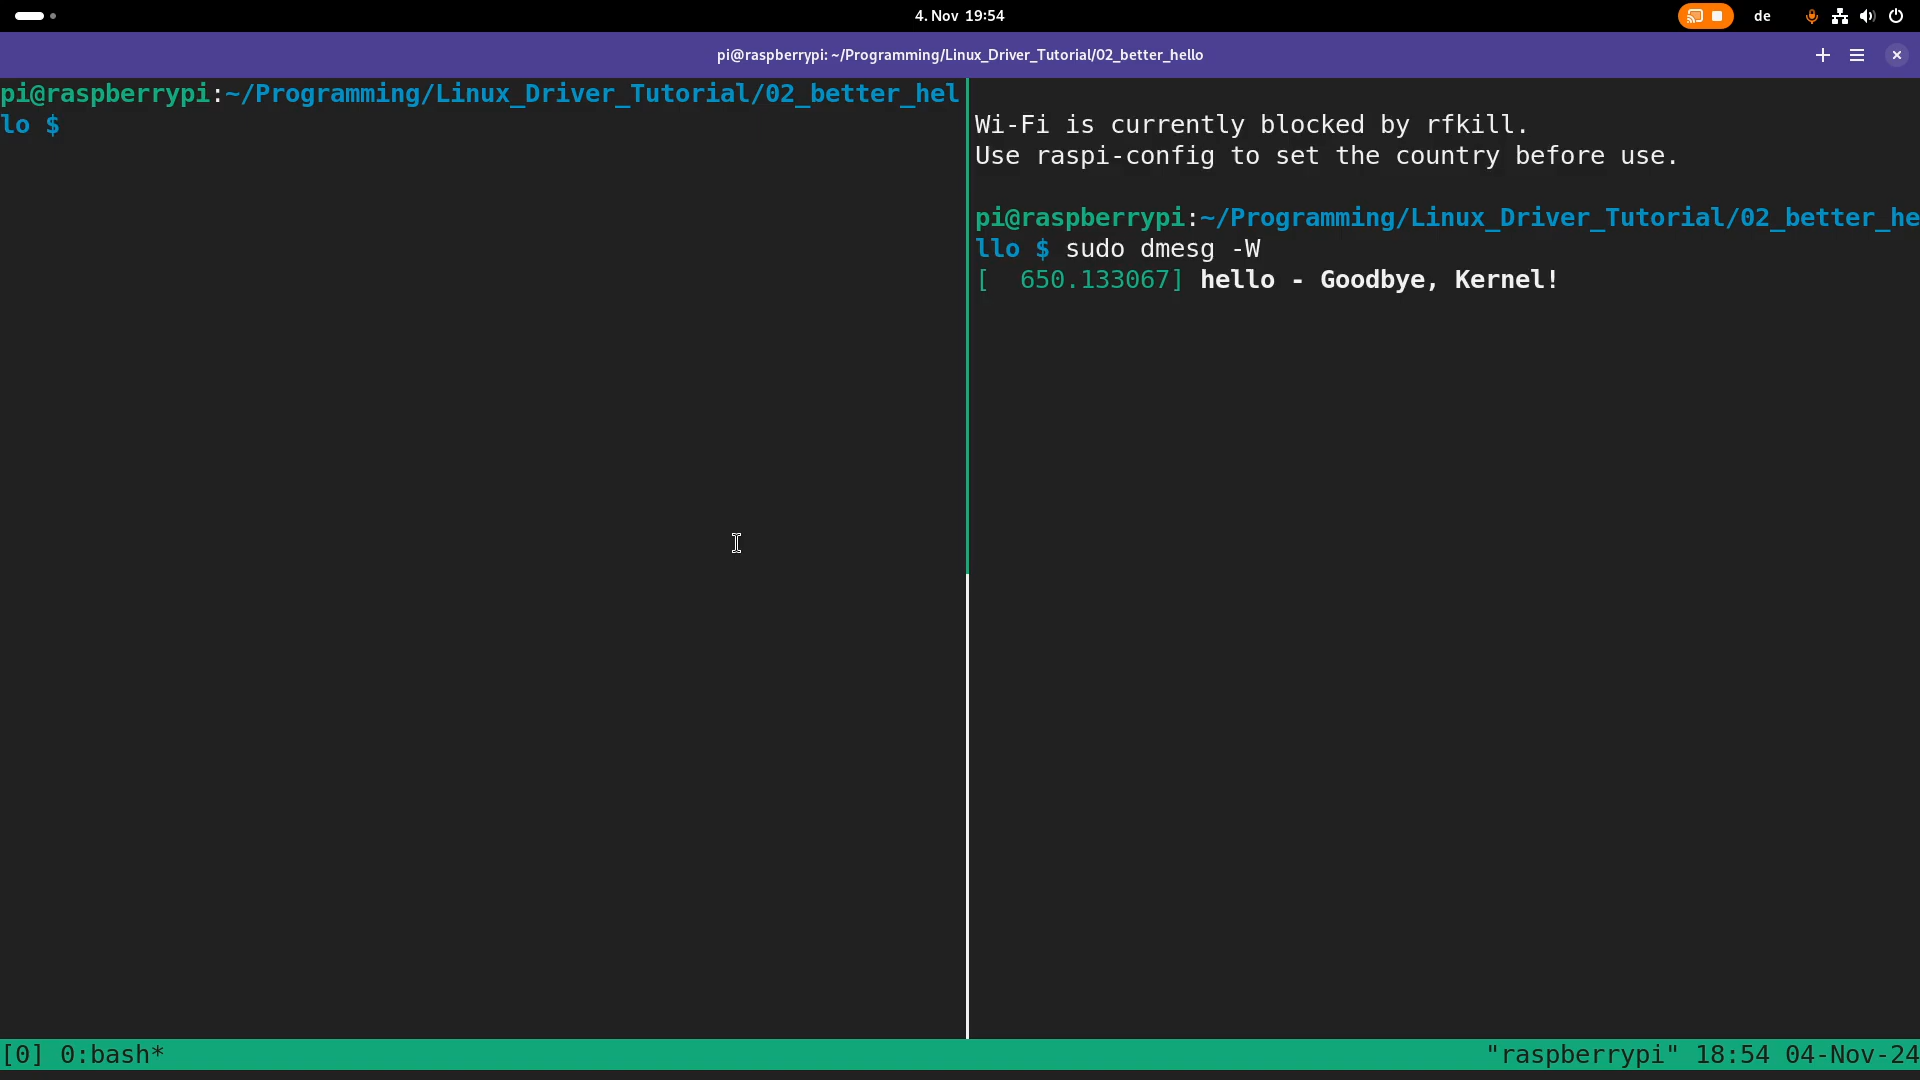 4. Nov 19:54
de
pi@raspberrypi: ~/Programming/Linux_Driver_Tutorial/02_better_hello
pi@raspberrypi:~/Programming/Linux_Driver_Tutorial/02_better_hel
lo $
Wi-Fi is currently blocked by rfkill.
Use raspi-config to set the country before use.
pi@raspberrypi:~/Programming/Linux_Driver_Tutorial/02_better_he
llo $ sudo dmesg -W
[  650.133067] hello - Goodbye, Kernel!
[0] 0:bash*
"raspberrypi" 18:54 04-Nov-24